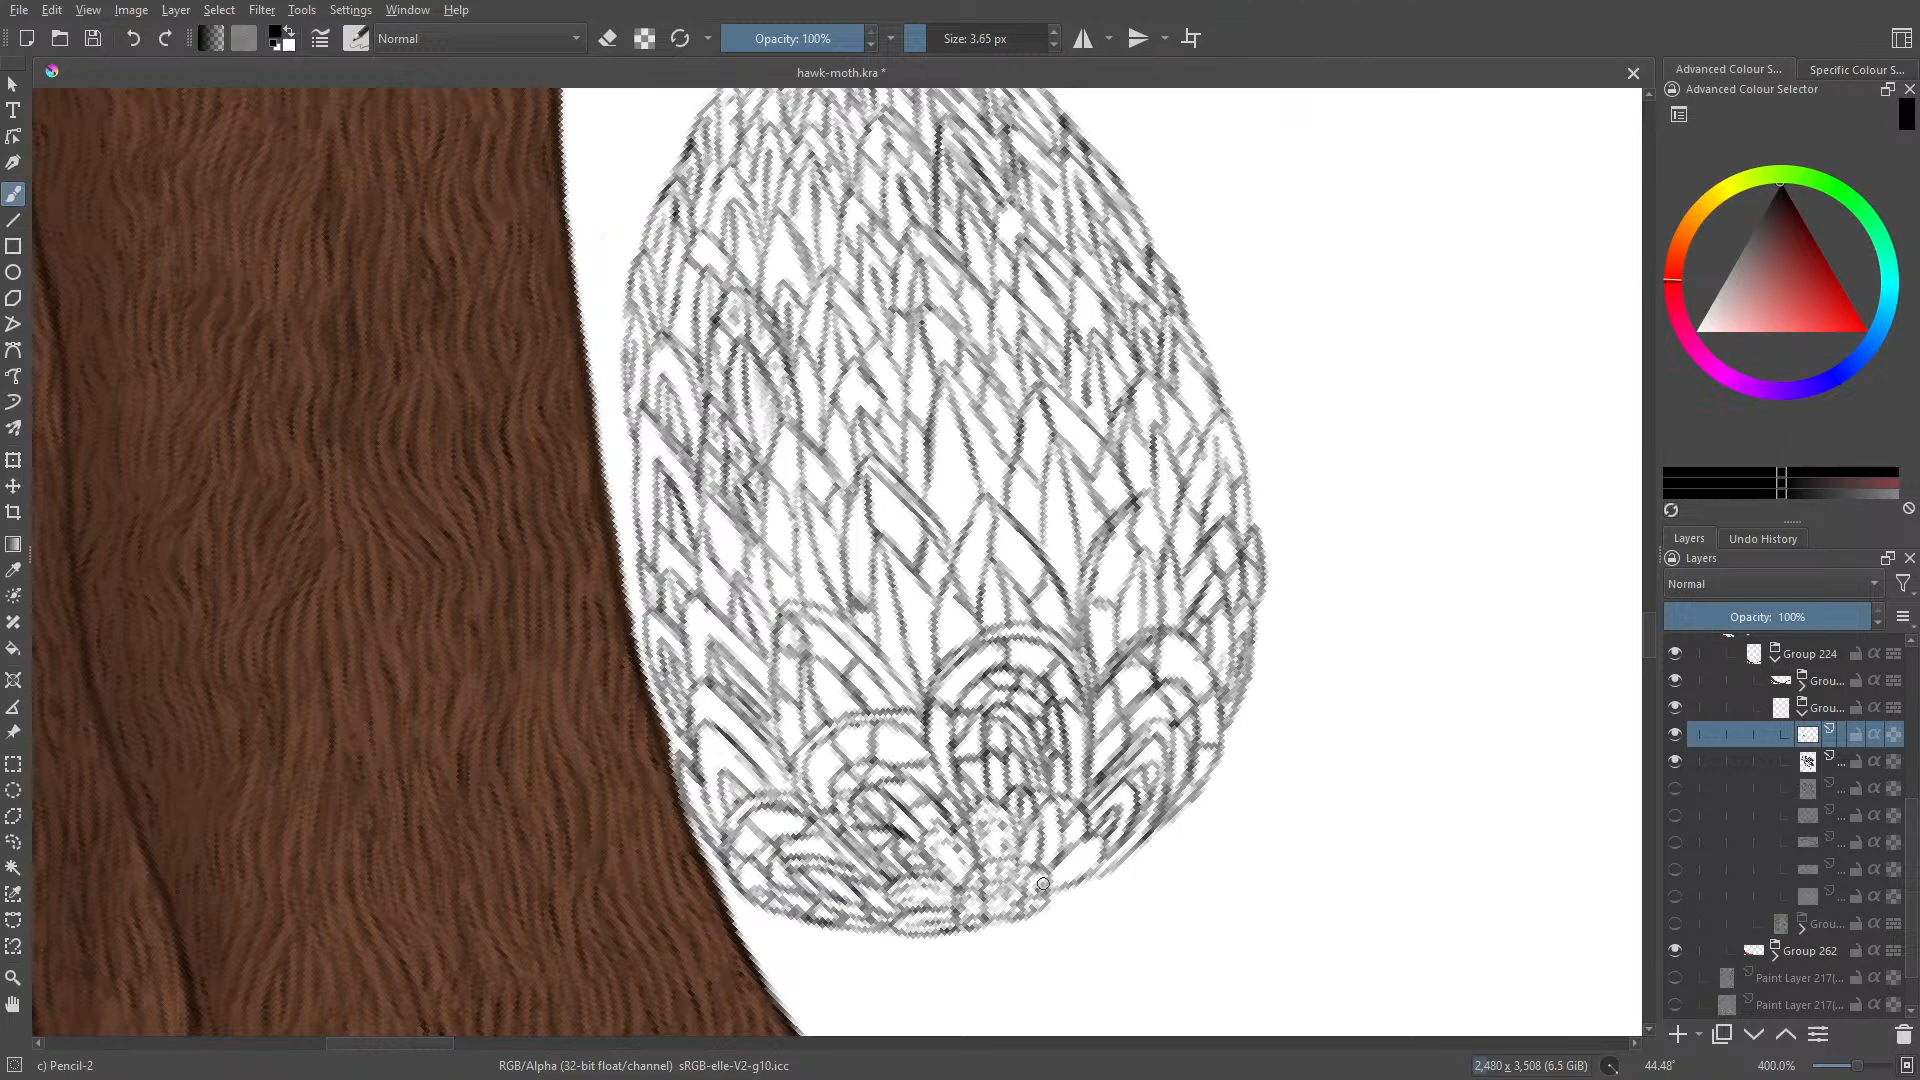 File Edit View Image Layer Select Filter Tools Settings Window Help
Normal Opacity: 100% Size: 3.65 px
hawk-moth.kra *
Advanced Colour S... Specific Colour S...
Advanced Colour Selector
Layers Undo History
Layers
Normal
Opacity: 100%
Group 224
Grou...
Grou...
...
...
...
...
...
...
Grou...
Group 262
Paint Layer 217(...
Paint Layer 217(...
c) Pencil-2 RGB/Alpha (32-bit float/channel) sRGB-elle-V2-g10.icc 2,480 x 3,508 (6.5 GiB) 44.48° 400.0%